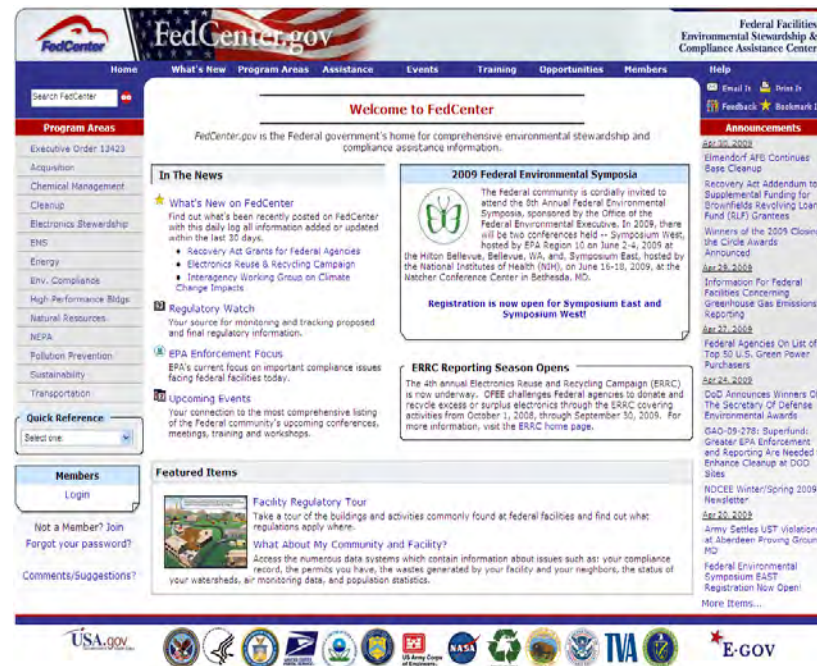 FedCenter
FedCenter.gov
Federal Facilities
Environmental Stewardship &
Compliance Assistance Center
Home What's New Program Areas Assistance Events Training Opportunities Members Help
Search FedCenter
GO
Program Areas
Executive Order 13423
Acquisition
Chemical Management
Cleanup
Electronics Stewardship
EMS
Energy
Env. Compliance
High Performance Bldgs
Natural Resources
NEPA
Pollution Prevention
Sustainability
Transportation
Quick Reference
Select one:
Members
Login
Not a Member? Join
Forgot your password?
Comments/Suggestions?
Welcome to FedCenter
FedCenter.gov is the Federal government's home for comprehensive environmental stewardship and
compliance assistance information.
In The News
What's New on FedCenter
Find out what's been recently posted on FedCenter
with this daily log all information added or updated
within the last 30 days.
• Recovery Act Grants for Federal Agencies
• Electronics Reuse & Recycling Campaign
• Interagency Working Group on Climate
Change Impacts
Regulatory Watch
Your source for monitoring and tracking proposed
and final regulatory information.
EPA Enforcement Focus
EPA's current focus on important compliance issues
facing federal facilities today.
Upcoming Events
Your connection to the most comprehensive listing
of the Federal community's upcoming conferences,
meetings, training and workshops.
2009 Federal Environmental Symposia
The Federal community is cordially invited to
attend the 8th Annual Federal Environmental
Symposia, sponsored by the Office of the
Federal Environmental Executive. In 2009, there
will be two conferences held -- Symposium West,
hosted by EPA Region 10 on June 2-4, 2009 at
the Hilton Bellevue, Bellevue, WA, and, Symposium East, hosted by
the National Institutes of Health (NIH), on June 16-18, 2009, at the
Natcher Conference Center in Bethesda, MD.
Registration is now open for Symposium East and
Symposium West!
ERRC Reporting Season Opens
The 4th annual Electronics Reuse and Recycling Campaign (ERRC)
is now underway. OFEE challenges Federal agencies to donate and
recycle excess or surplus electronics through the ERRC covering
activities from October 1, 2008, through September 30, 2009. For
more information, visit the ERRC home page.
Featured Items
Facility Regulatory Tour
Take a tour of the buildings and activities commonly found at federal facilities and find out what
regulations apply where.
What About My Community and Facility?
Access the numerous data systems which contain information about issues such as: your compliance
record, the permits you have, the wastes generated by your facility and your neighbors, the status of
your watersheds, air monitoring data, and population statistics.
Email It Print It
Feedback Bookmark I
Announcements
Apr 30, 2009
Elmendorf AFB Continues
Base Cleanup
Recovery Act Addendum to
Supplemental Funding for
Brownfields Revolving Loan
Fund (RLF) Grantees
Winners of the 2009 Closing
the Circle Awards
Announced
Apr 29, 2009
Information For Federal
Facilities Concerning
Greenhouse Gas Emissions
Reporting
Apr 27, 2009
Federal Agencies On List of
Top 50 U.S. Green Power
Purchasers
Apr 24, 2009
DoD Announces Winners Of
The Secretary Of Defense
Environmental Awards
GAO-09-278: Superfund:
Greater EPA Enforcement
and Reporting Are Needed
Enhance Cleanup at DOD
Sites
NDCEE Winter/Spring 2009
Newsletter
Apr 20, 2009
Army Settles UST Violation
at Aberdeen Proving Groun
MD
Federal Environmental
Symposium EAST
Registration Now Open!
More Items...
USA.gov
US Army Corps
of Engineers
NASA
TVA
E-GOV